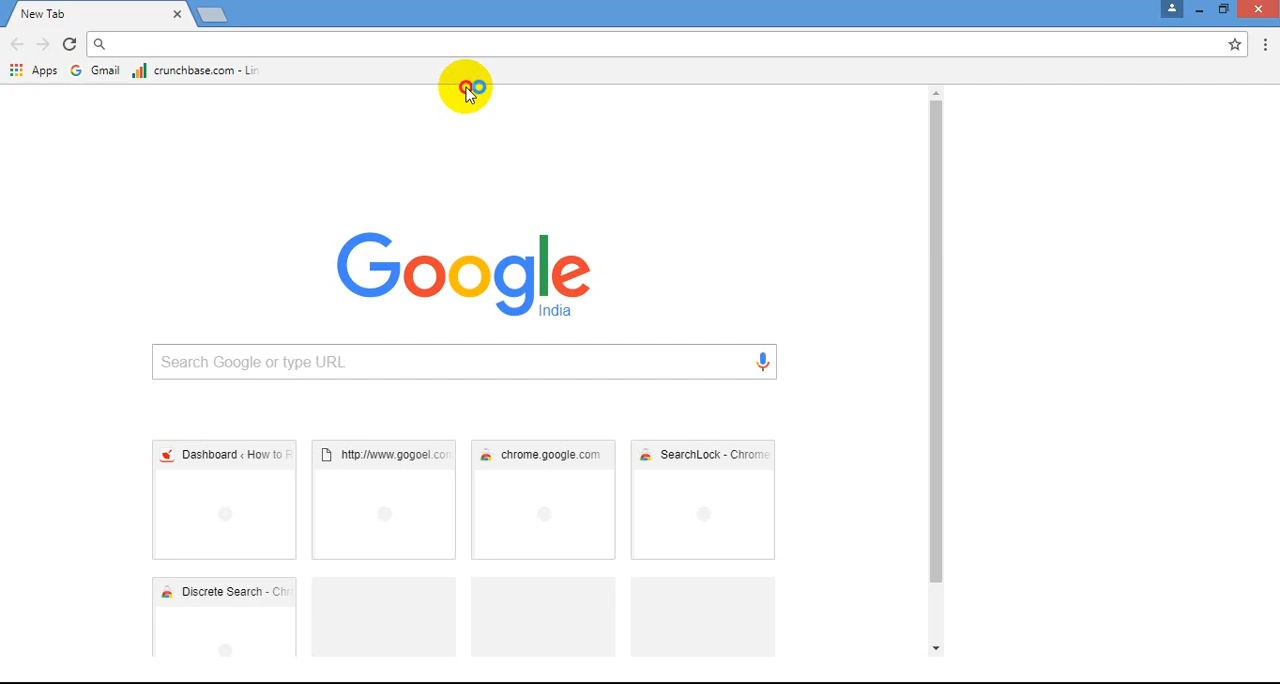 New Tab
Apps Gmail crunchbase.com - Lin
Google
India
Search Google or type URL
Dashboard ‹ How to R http://www.gogoel.com chrome.google.com SearchLock - Chrome
Discrete Search - Chr